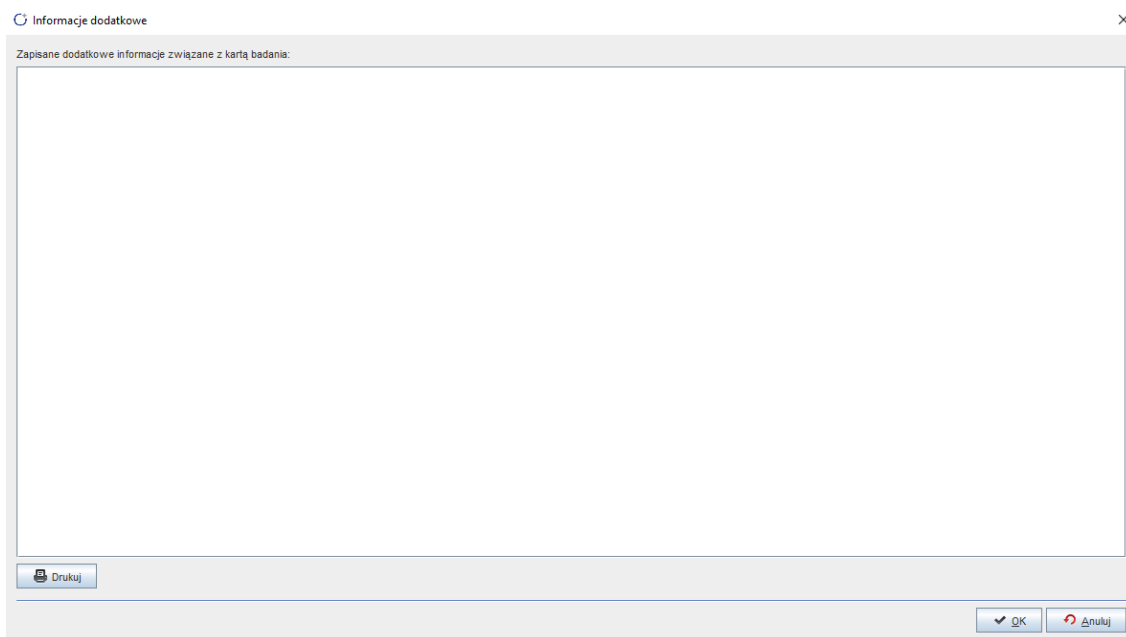 Informacje dodatkowe
Zapisane dodatkowe informacje związane z kartą badania:
Drukuj
OK
Anuluj